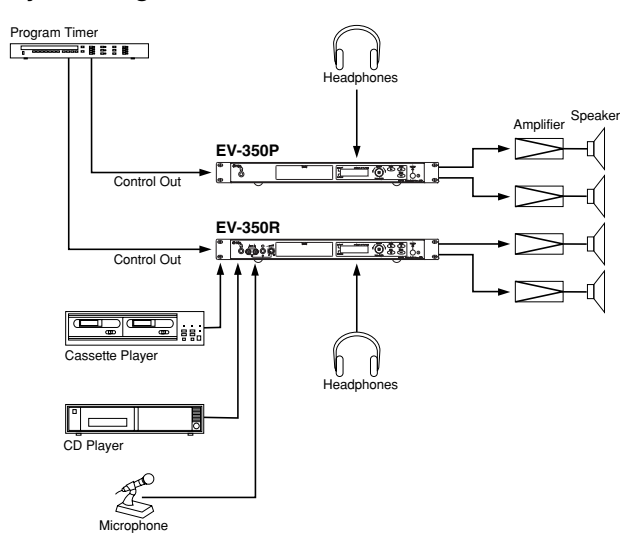 Program Timer
Headphones
Speaker
Amplifier
EV-350P
Control Out
EV-350R
Control Out
Cassette Player
Headphones
CD Player
Microphone